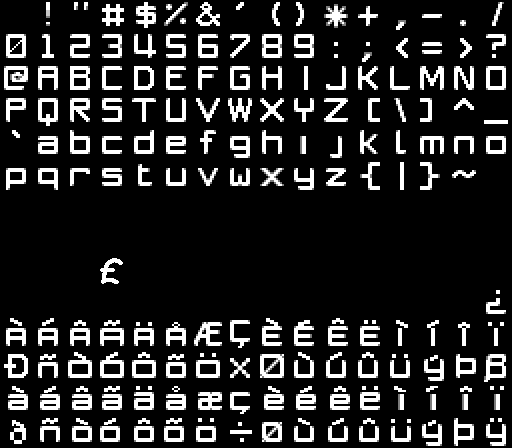 ! " # $ % & ' ( ) * + , - . /
0 1 2 3 4 5 6 7 8 9 : ; < = > ?
@ A B C D E F G H I J K L M N O
P Q R S T U V W X Y Z [ \ ] ^ _
` a b c d e f g h i j k l m n o
p q r s t u v w x y z { | } ~
£
¿
À Á Â Ã Ä Å Æ Ç È É Ê Ë Ì Í Î Ï
Ð Ñ Ò Ó Ô Õ Ö × Ø Ù Ú Û Ü Ý Þ ß
à á â ã ä å æ ç è é ê ë ì í î ï
ð ñ ò ó ô õ ö ÷ ø ù ú û ü ý þ ÿ